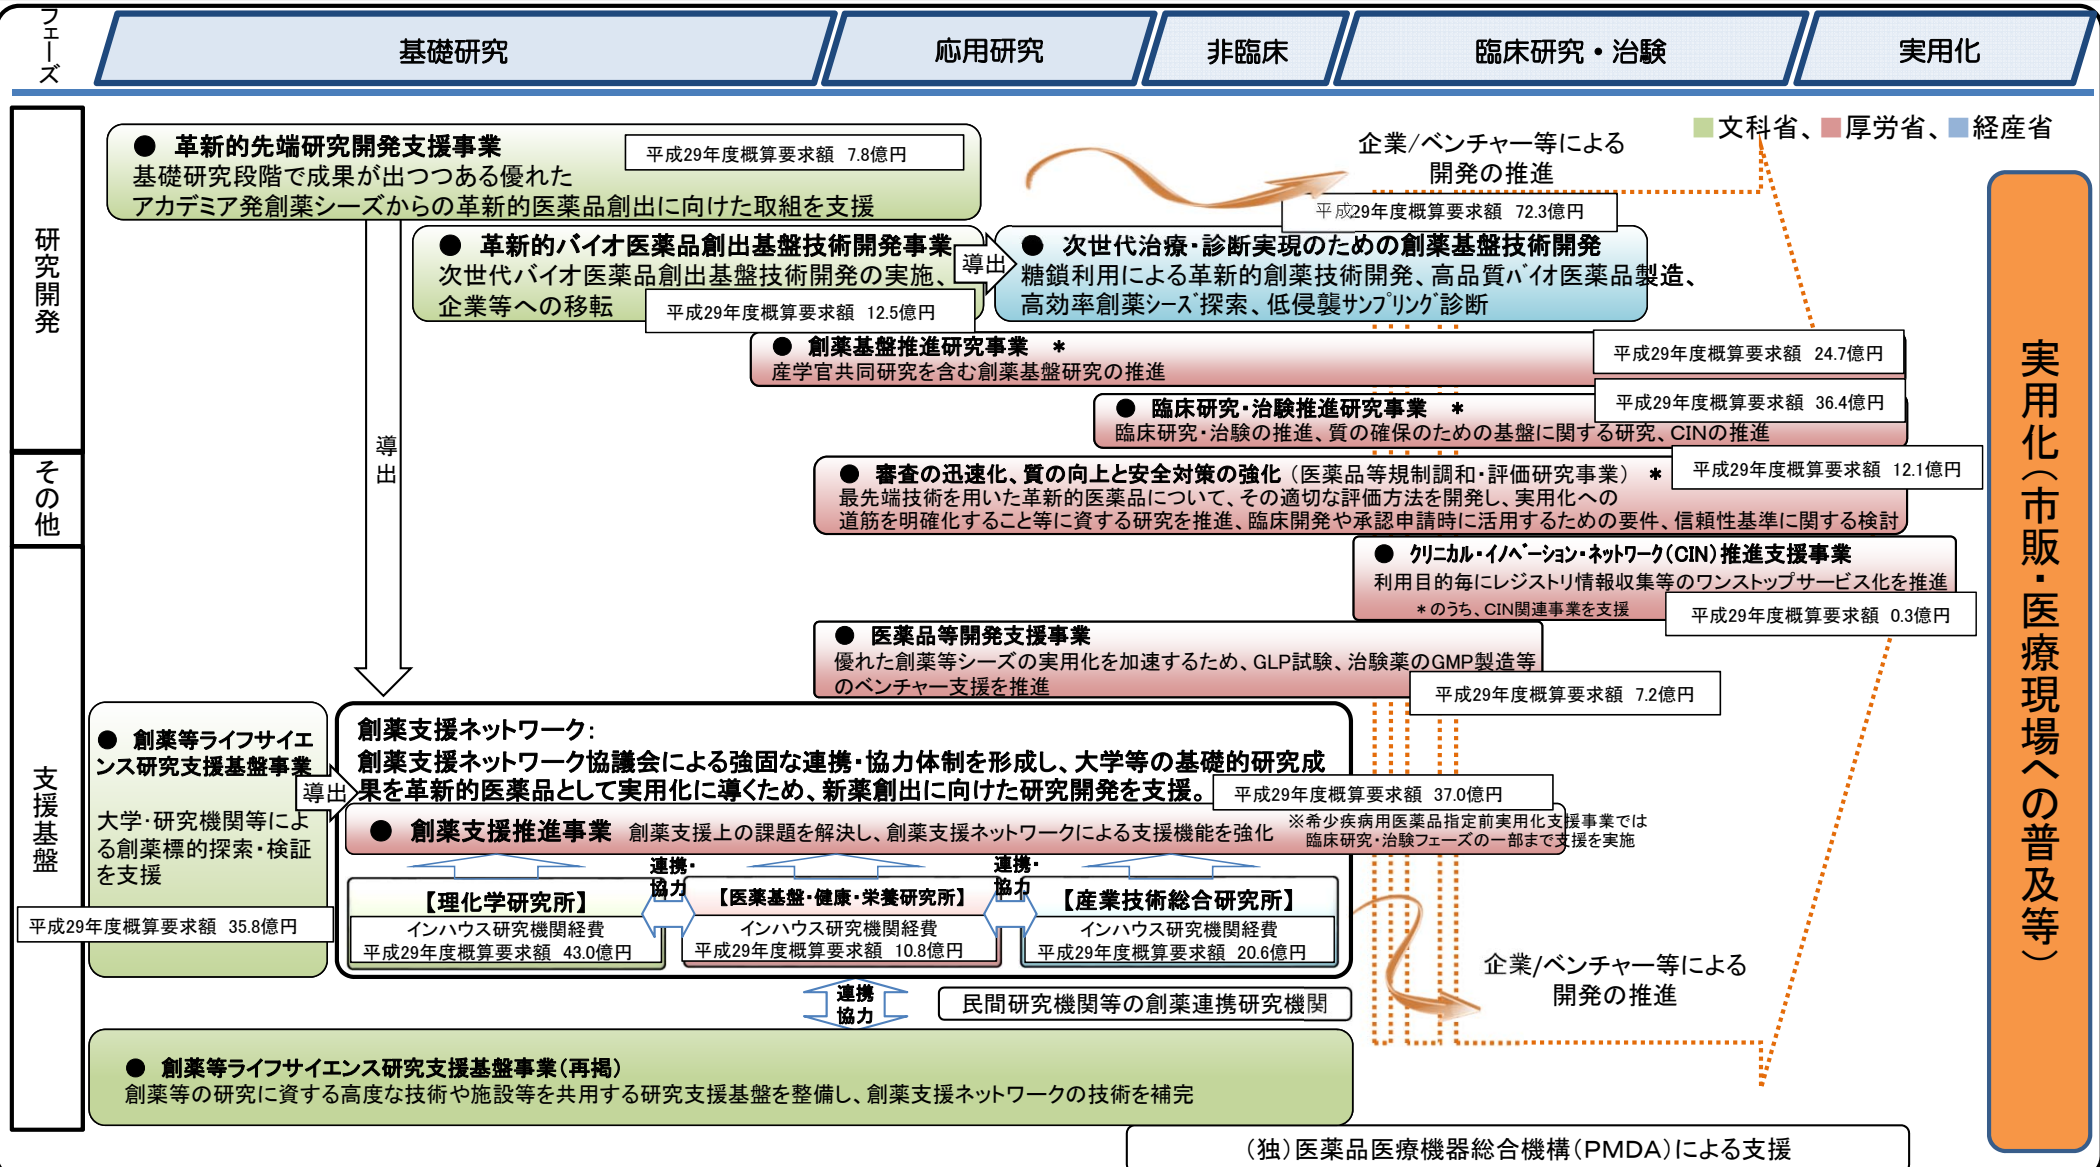 フェーズ
基礎研究
応用研究
非臨床
臨床研究・治験
実用化
■文科省、■厚労省、■経産省
研究開発
その他
支援基盤
● 革新的先端研究開発支援事業
平成29年度概算要求額 7.8億円
基礎研究段階で成果が出つつある優れた
アカデミア発創薬シーズからの革新的医薬品創出に向けた取組を支援
企業/ベンチャー等による
開発の推進
平成29年度概算要求額 72.3億円
● 革新的バイオ医薬品創出基盤技術開発事業
次世代バイオ医薬品創出基盤技術開発の実施、
企業等への移転
平成29年度概算要求額 12.5億円
導出
● 次世代治療・診断実現のための創薬基盤技術開発
糖鎖利用による革新的創薬技術開発、高品質バイオ医薬品製造、
高効率創薬シーズ探索、低侵襲サンプリング診断
● 創薬基盤推進研究事業 *
産学官共同研究を含む創薬基盤研究の推進
平成29年度概算要求額 24.7億円
● 臨床研究・治験推進研究事業 *
臨床研究・治験の推進、質の確保のための基盤に関する研究、CINの推進
平成29年度概算要求額 36.4億円
導出
● 審査の迅速化、質の向上と安全対策の強化（医薬品等規制調和・評価研究事業） *
平成29年度概算要求額 12.1億円
最先端技術を用いた革新的医薬品について、その適切な評価方法を開発し、実用化への
道筋を明確化すること等に資する研究を推進、臨床開発や承認申請時に活用するための要件、信頼性基準に関する検討
● クリニカル・イノベーション・ネットワーク（CIN）推進支援事業
利用目的毎にレジストリ情報収集等のワンストップサービス化を推進
*のうち、CIN関連事業を支援
平成29年度概算要求額 0.3億円
● 医薬品等開発支援事業
優れた創薬等シーズの実用化を加速するため、GLP試験、治験薬のGMP製造等
のベンチャー支援を推進
平成29年度概算要求額 7.2億円
● 創薬等ライフサイエ
ンス研究支援基盤事業
大学・研究機関等によ
る創薬標的探索・検証
を支援
平成29年度概算要求額 35.8億円
導出
創薬支援ネットワーク：
創薬支援ネットワーク協議会による強固な連携・協力体制を形成し、大学等の基礎的研究成
果を革新的医薬品として実用化に導くため、新薬創出に向けた研究開発を支援。
平成29年度概算要求額 37.0億円
● 創薬支援推進事業 創薬支援上の課題を解決し、創薬支援ネットワークによる支援機能を強化
※希少疾病用医薬品指定前実用化支援事業では
臨床研究・治験フェーズの一部まで支援を実施
連携・
協力
連携・
協力
【理化学研究所】
インハウス研究機関経費
平成29年度概算要求額 43.0億円
【医薬基盤・健康・栄養研究所】
インハウス研究機関経費
平成29年度概算要求額 10.8億円
【産業技術総合研究所】
インハウス研究機関経費
平成29年度概算要求額 20.6億円
企業/ベンチャー等による
開発の推進
連携
協力
民間研究機関等の創薬連携研究機関
● 創薬等ライフサイエンス研究支援基盤事業（再掲）
創薬等の研究に資する高度な技術や施設等を共用する研究支援基盤を整備し、創薬支援ネットワークの技術を補完
（独）医薬品医療機器総合機構（PMDA）による支援
実用化（市販・医療現場への普及等）